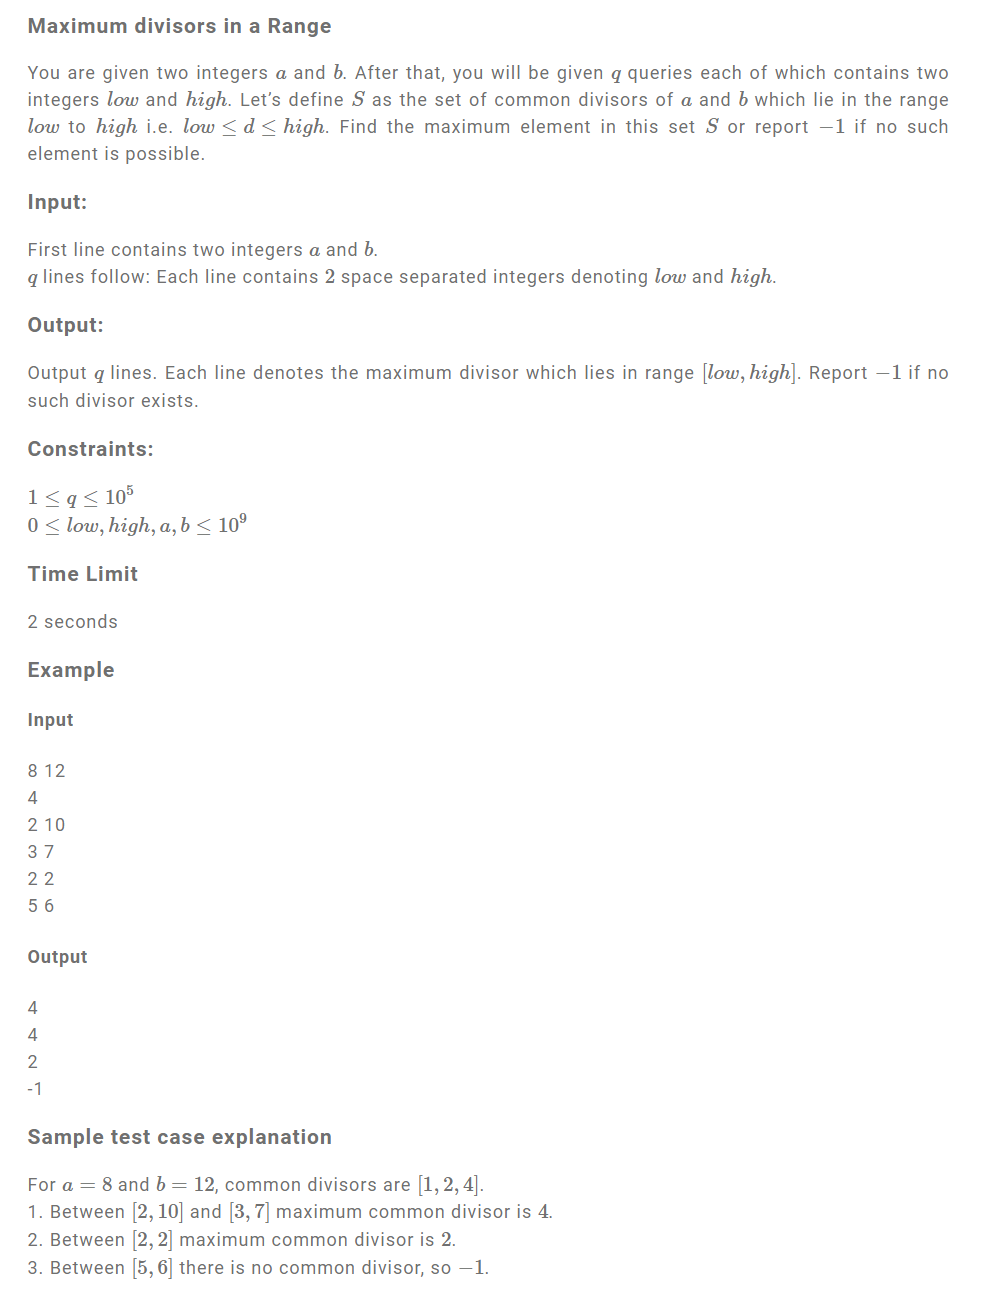 Maximum divisors in a Range
You are given two integers a and b. After that, you will be given q queries each of which contains two
integers low and high. Let's define S as the set of common divisors of a and b which lie in the range
low to high i.e. low ≤ d ≤ high. Find the maximum element in this set S or report −1 if no such
element is possible.
Input:
First line contains two integers a and b.
q lines follow: Each line contains 2 space separated integers denoting low and high.
Output:
Output q lines. Each line denotes the maximum divisor which lies in range [low, high]. Report −1 if no
such divisor exists.
Constraints:
1 ≤ q ≤ 10^5
0 ≤ low, high, a, b ≤ 10^9
Time Limit
2 seconds
Example
Input
8 12
4
2 10
3 7
2 2
5 6
Output
4
4
2
-1
Sample test case explanation
For a = 8 and b = 12, common divisors are [1, 2, 4].
1. Between [2, 10] and [3, 7] maximum common divisor is 4.
2. Between [2, 2] maximum common divisor is 2.
3. Between [5, 6] there is no common divisor, so −1.